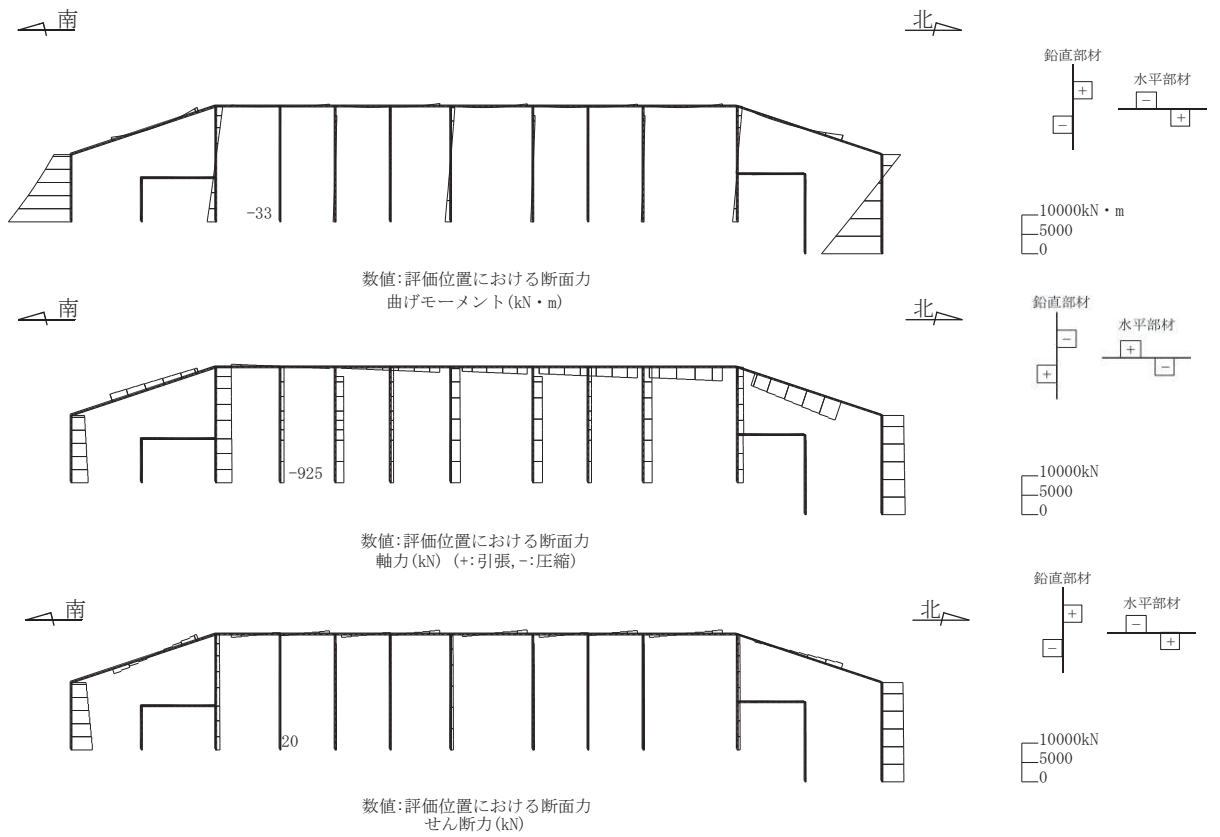 南
北
鉛直部材
水平部材
+
−
−
+
−33
10000kN・m
5000
0
数値:評価位置における断面力
曲げモーメント(kN・m)
南
北
鉛直部材
水平部材
−
+
+
−
−925
10000kN
5000
0
数値:評価位置における断面力
軸力(kN) (+:引張,-:圧縮)
南
北
鉛直部材
水平部材
+
−
−
+
20
10000kN
5000
0
数値:評価位置における断面力
せん断力(kN)